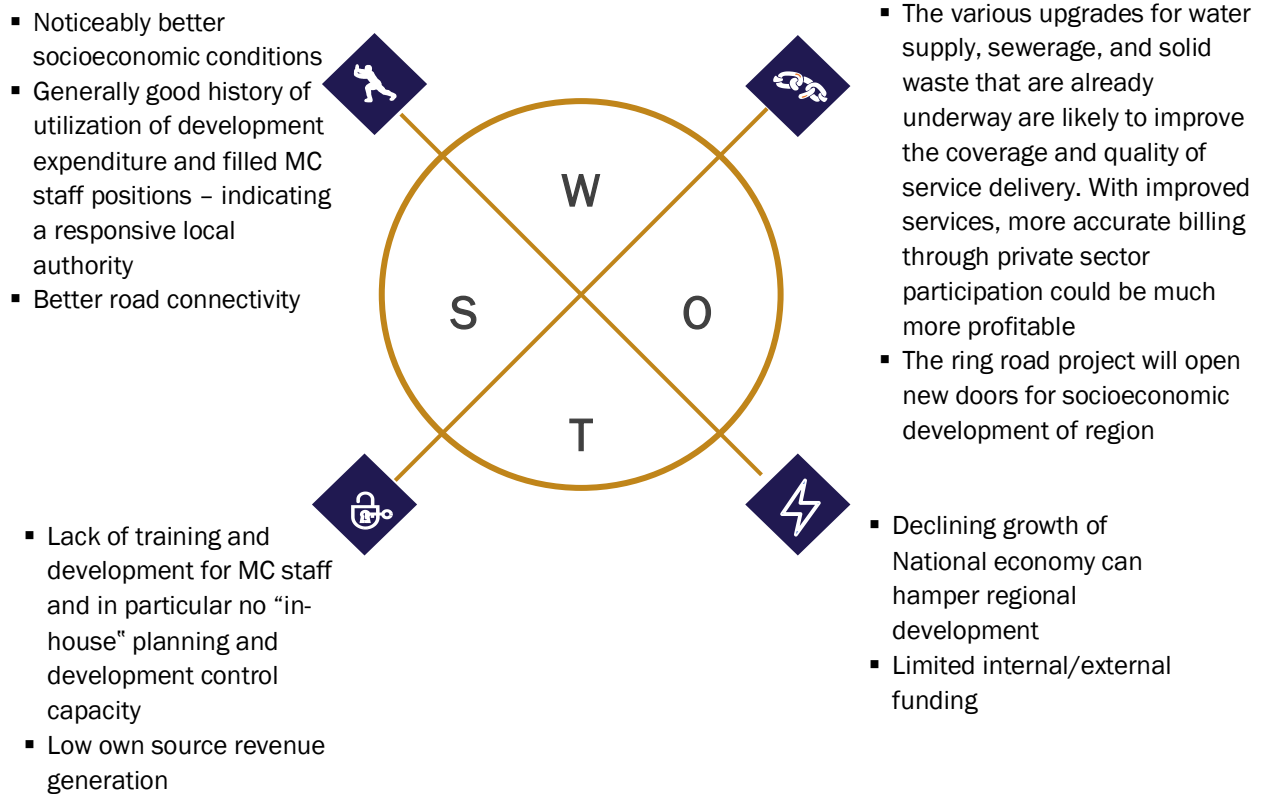 ▪ Noticeably better
socioeconomic conditions
▪ Generally good history of
utilization of development
expenditure and filled MC
staff positions – indicating
a responsive local
authority
▪ Better road connectivity
W
S
O
T
▪ The various upgrades for water
supply, sewerage, and solid
waste that are already
underway are likely to improve
the coverage and quality of
service delivery. With improved
services, more accurate billing
through private sector
participation could be much
more profitable
▪ The ring road project will open
new doors for socioeconomic
development of region
▪ Lack of training and
development for MC staff
and in particular no “in-
house‟ planning and
development control
capacity
▪ Low own source revenue
generation
▪ Declining growth of
National economy can
hamper regional
development
▪ Limited internal/external
funding